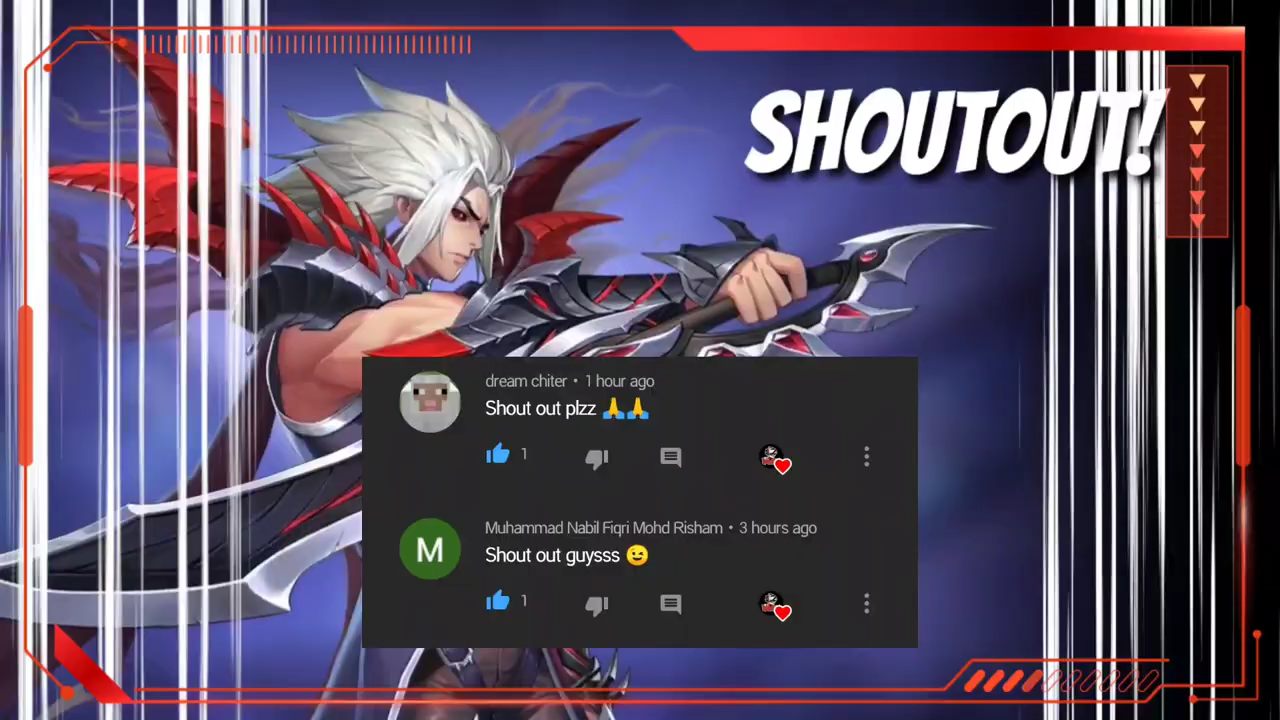 SHOUTOUT!
dream chiter • 1 hour ago
Shout out plzz 🙏🙏
1
M
Muhammad Nabil Fiqri Mohd Risham • 3 hours ago
Shout out guysss 😉
1